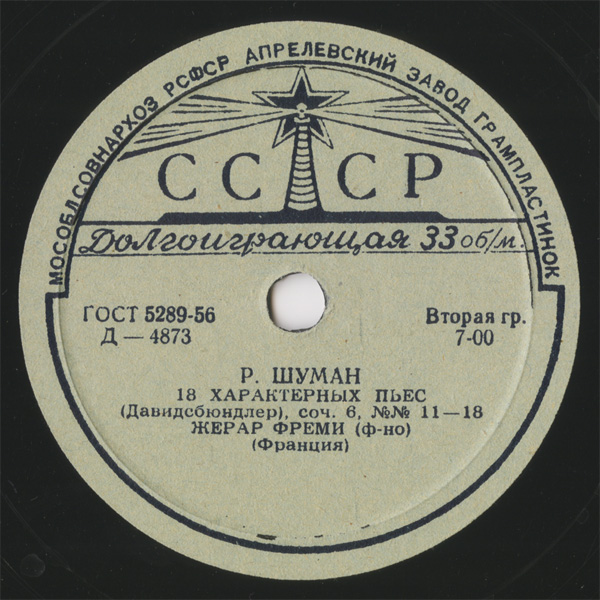 МОСОБЛСОВНАРХОЗ РСФСР АПРЕЛЕВСКИЙ ЗАВОД ГРАМПЛАСТИНОК
СССР
Долгоиграющая 33 об/м.
ГОСТ 5289-56
Д — 4873
Вторая гр.
7-00
Р. ШУМАН
18 ХАРАКТЕРНЫХ ПЬЕС
(Давидсбюндлер), соч. 6, №№ 11—18
ЖЕРАР ФРЕМИ (ф-но)
(Франция)